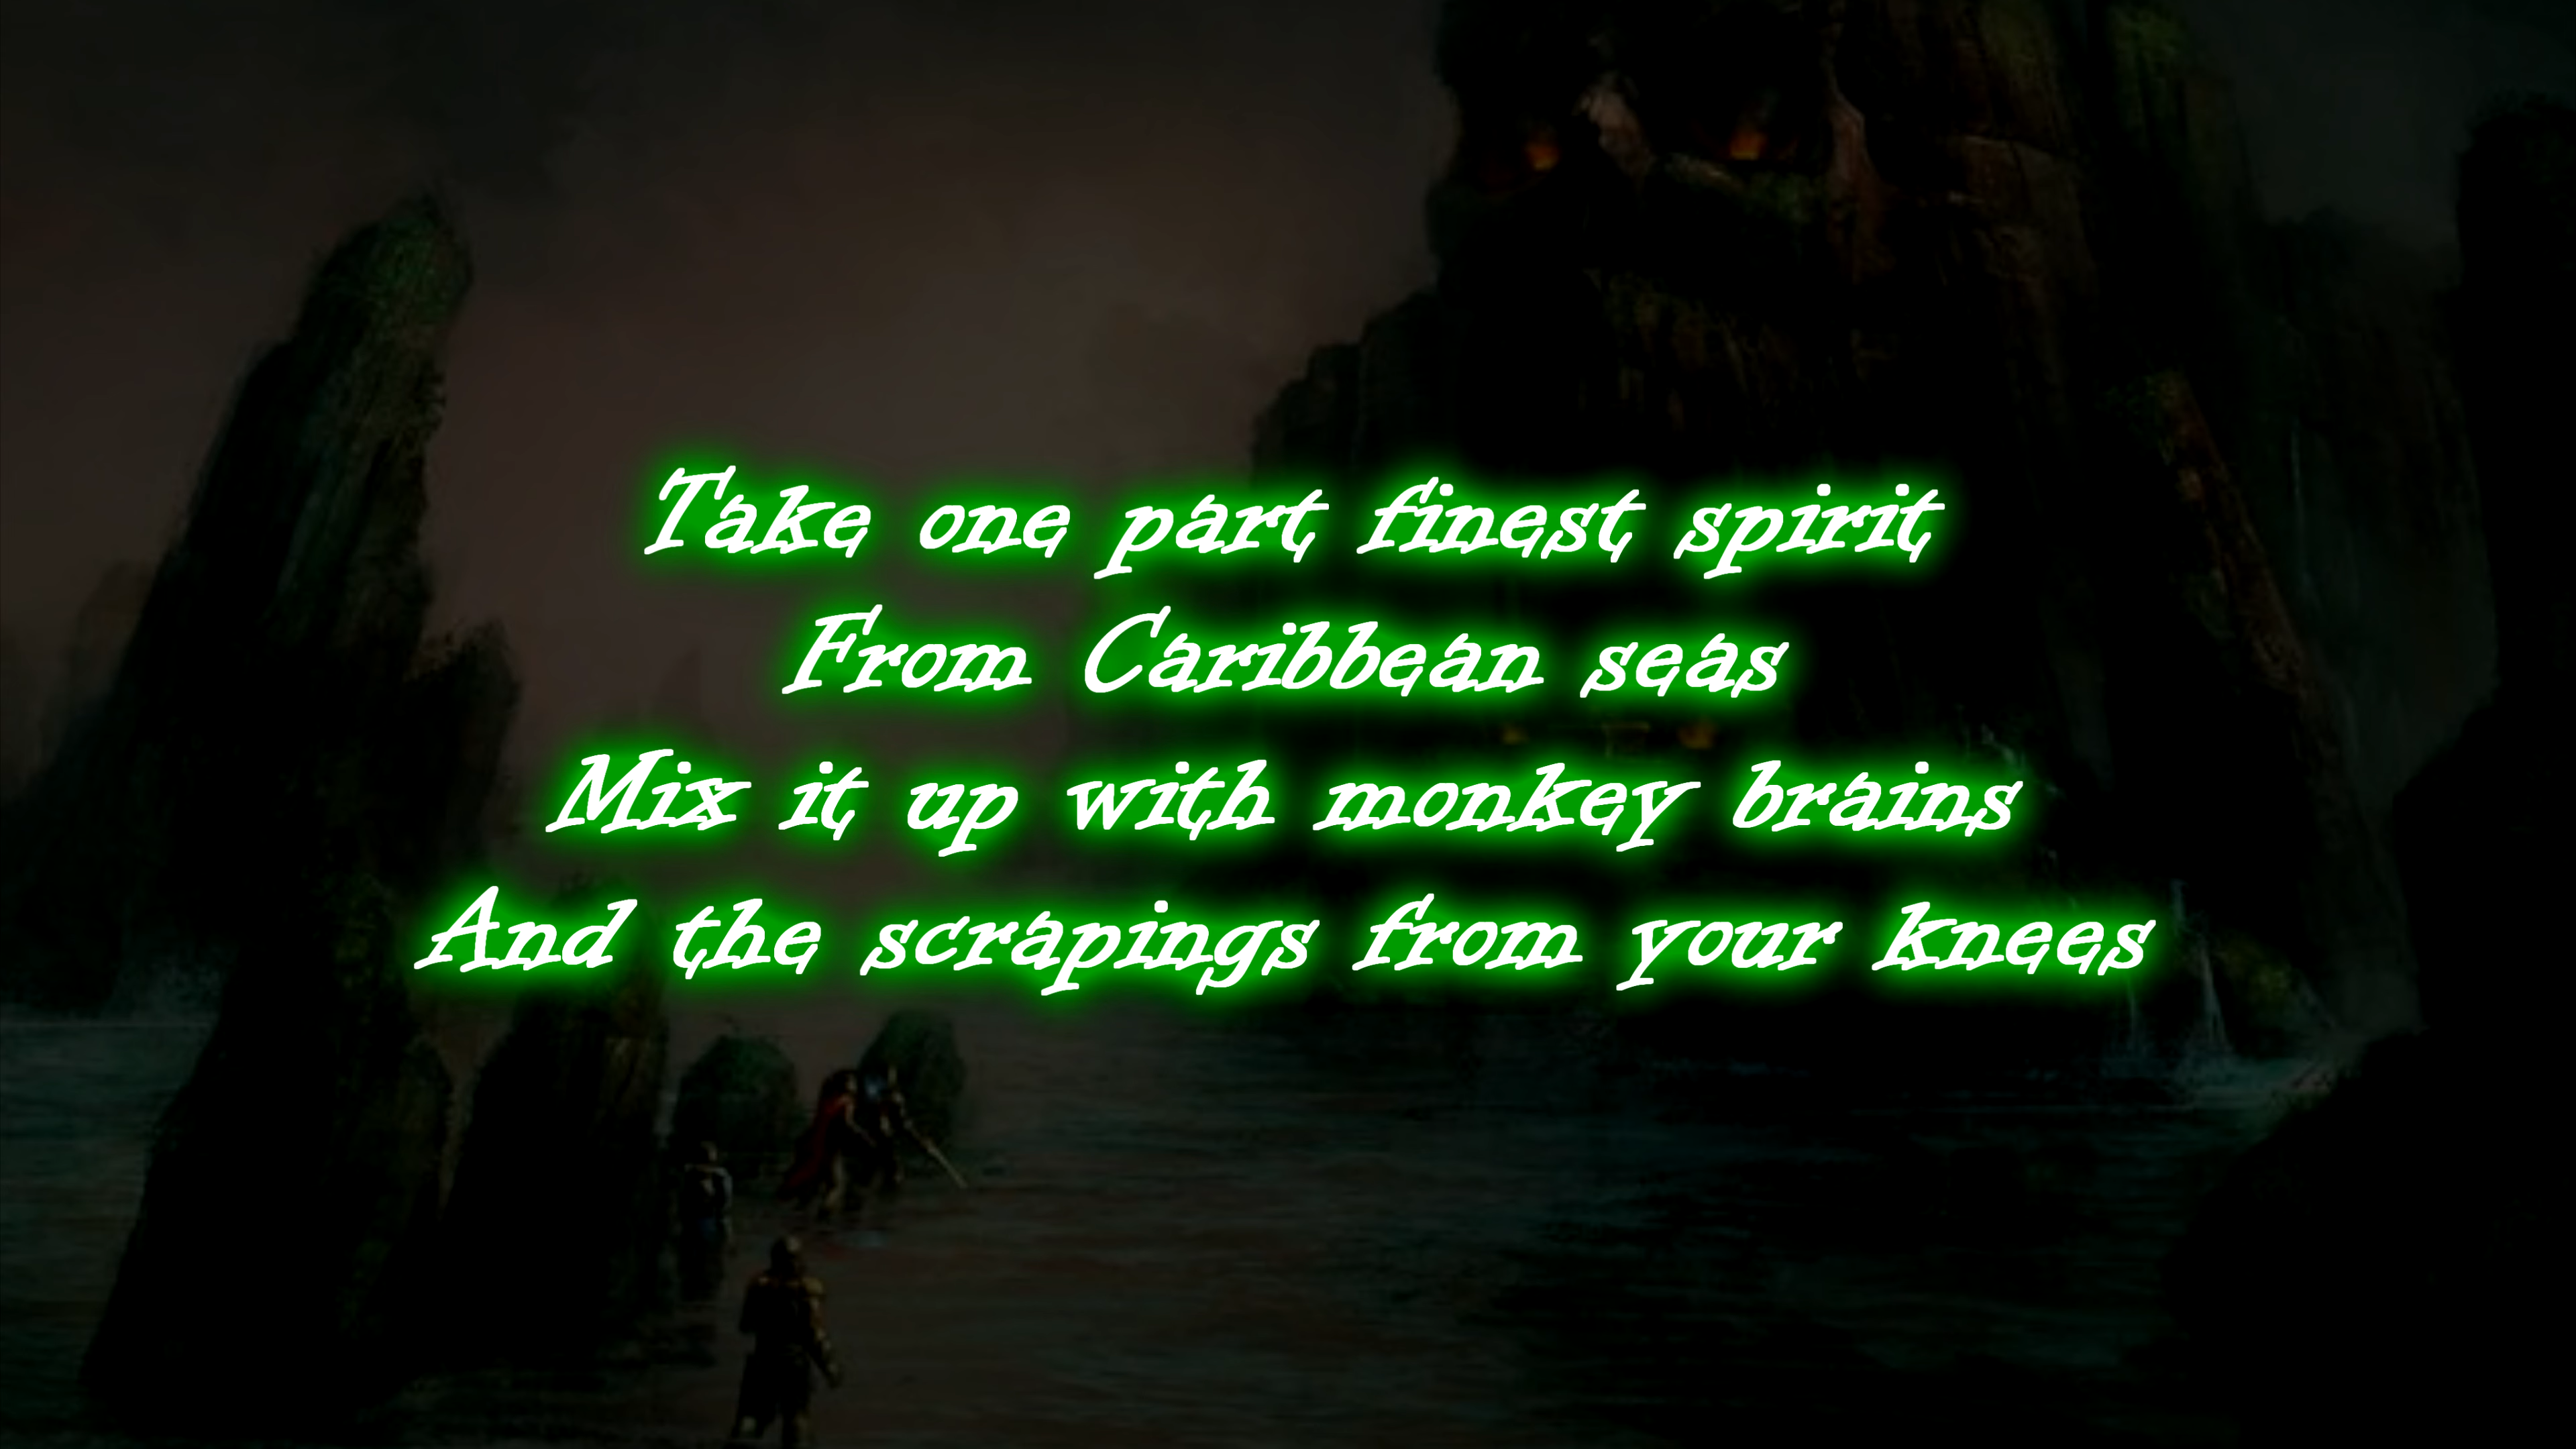 Take one part finest spirit
From Caribbean seas
Mix it up with monkey brains
And the scrapings from your knees